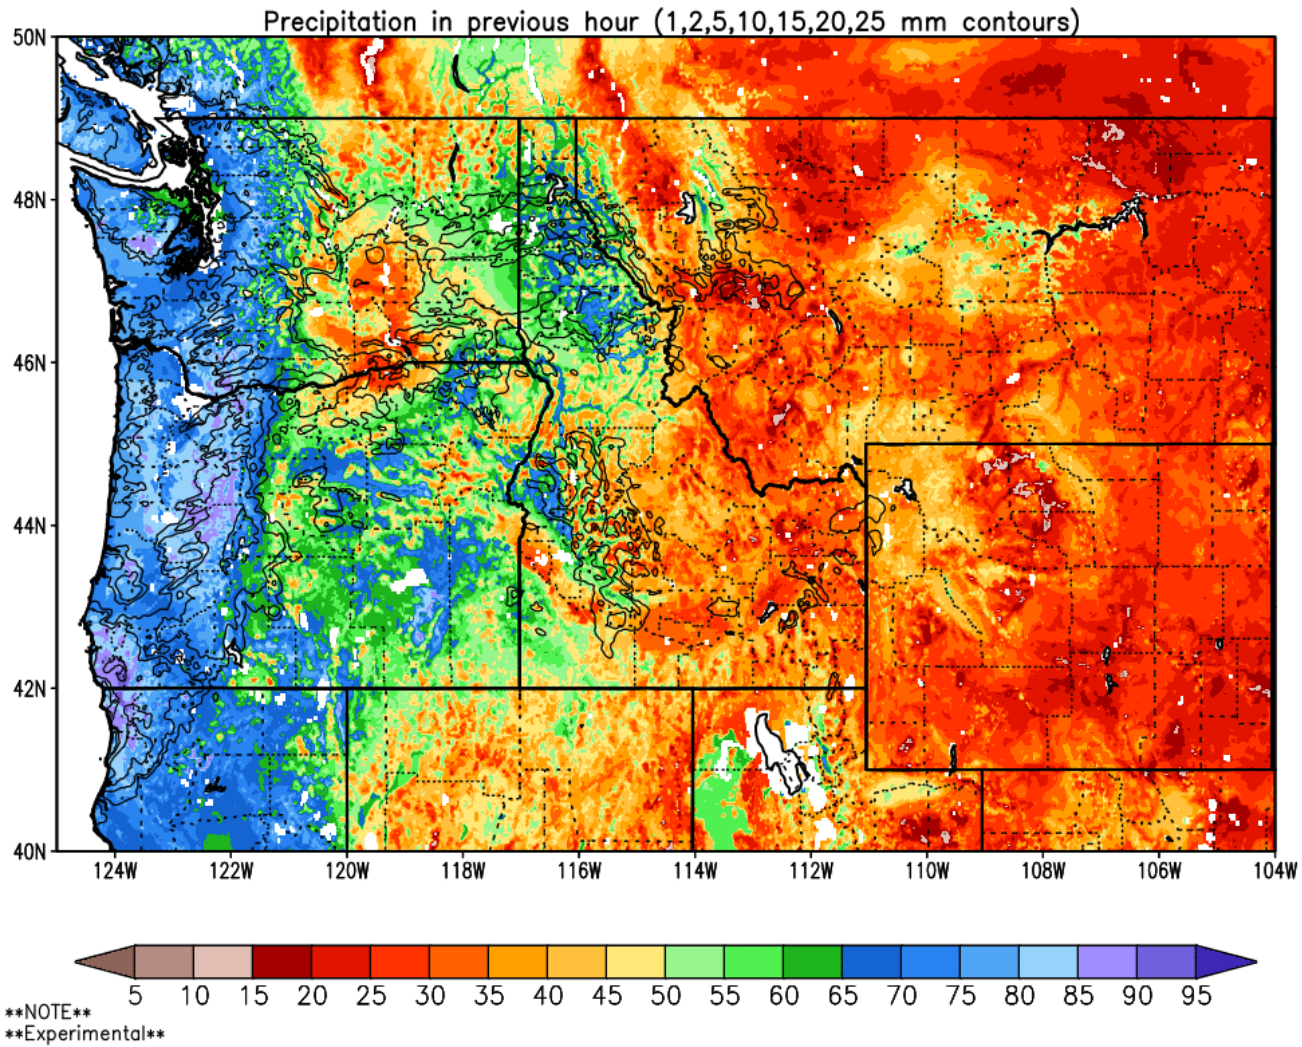 Precipitation in previous hour (1,2,5,10,15,20,25 mm contours)
50N
48N
46N
44N
42N
40N
124W 122W 120W 118W 116W 114W 112W 110W 108W 106W 104W
5 10 15 20 25 30 35 40 45 50 55 60 65 70 75 80 85 90 95
**NOTE**
**Experimental**